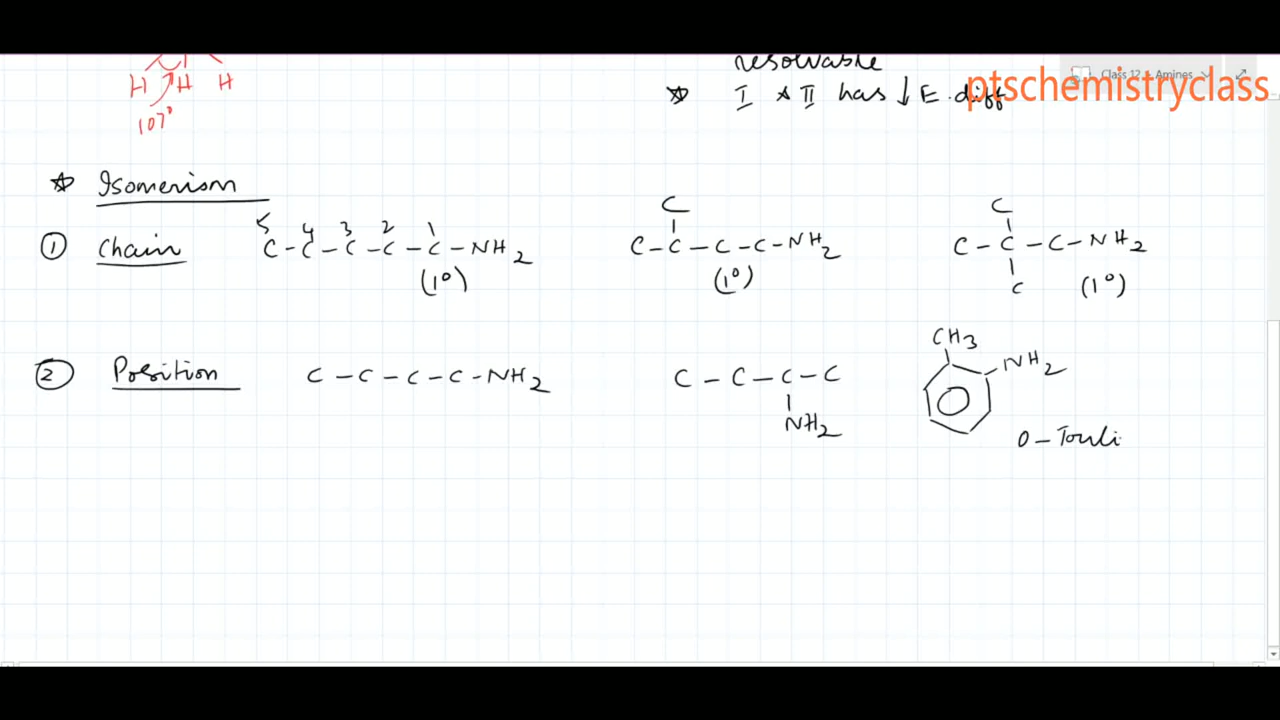 resolvable
Class 12 - Amines
ptschemistryclass
H H H
I & II has ↓ E. diff
107°
☆ Isomerism
① Chain
5 4 3 2 1
C - C - C - C - C - NH2
(1°)
C
C - C - C - C - NH2
(1°)
C
C - C - C - NH2
C
(1°)
② Position
C - C - C - C - NH2
C - C - C - C
NH2
CH3
NH2
O - Touli